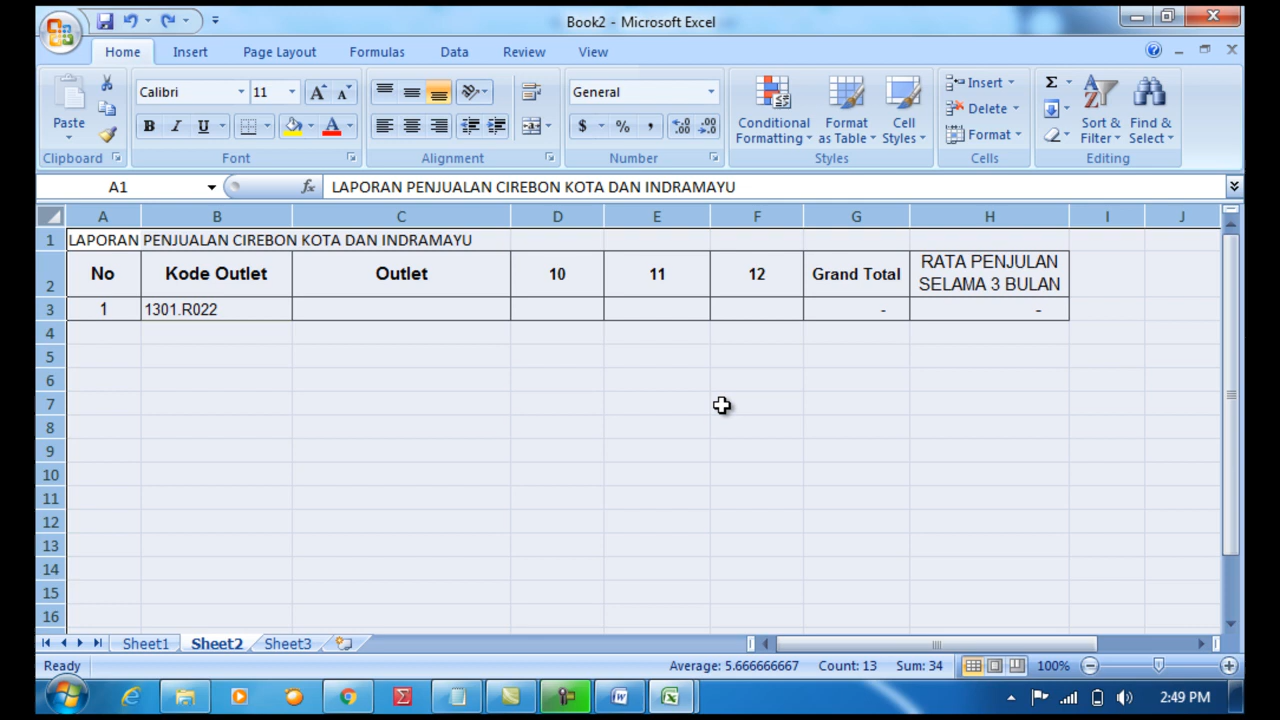 Book2 - Microsoft Excel
Home Insert Page Layout Formulas Data Review View
Paste
Calibri 11
B I U
General
$ % ,
Conditional Formatting
Format as Table
Cell Styles
Insert
Delete
Format
Σ
Sort & Filter
Find & Select
Clipboard Font Alignment Number Styles Cells Editing
A1 fx LAPORAN PENJUALAN CIREBON KOTA DAN INDRAMAYU
A B C D E F G H I J
1 LAPORAN PENJUALAN CIREBON KOTA DAN INDRAMAYU
2 No Kode Outlet Outlet 10 11 12 Grand Total RATA PENJULAN
SELAMA 3 BULAN
3 1 1301.R022 - -
4
5
6
7
8
9
10
11
12
13
14
15
16
Sheet1 Sheet2 Sheet3
Ready Average: 5.666666667 Count: 13 Sum: 34 100%
2:49 PM